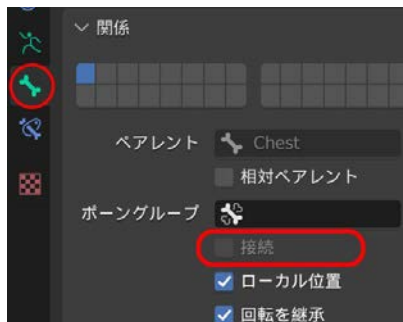 関係
ペアレント Chest
相対ペアレント
ボーングループ
接続
ローカル位置
回転を継承